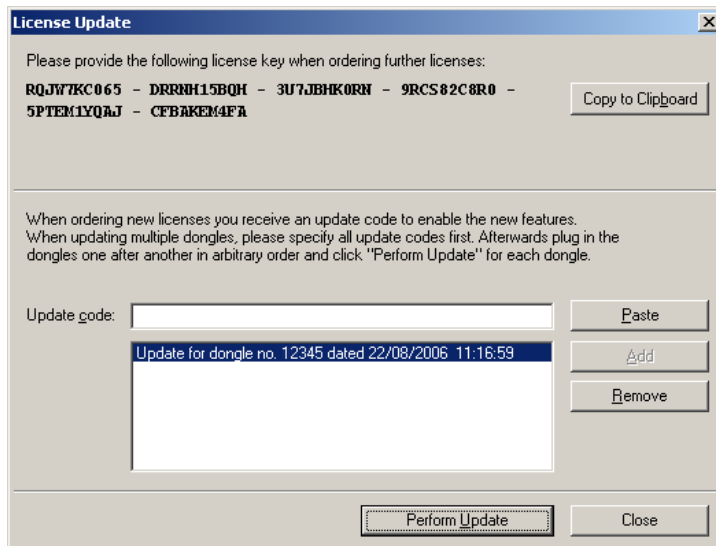 License Update
Please provide the following license key when ordering further licenses:
RQJW7KC065 - DRRNH15BQH - 3U7JBHK0RN - 9RCS82C8R0 -
5PTEM1YQAJ - CFBAKEM4FA
Copy to Clipboard
When ordering new licenses you receive an update code to enable the new features.
When updating multiple dongles, please specify all update codes first. Afterwards plug in the
dongles one after another in arbitrary order and click "Perform Update" for each dongle.
Update code:
Paste
Update for dongle no. 12345 dated 22/08/2006 11:16:59
Add
Remove
Perform Update
Close